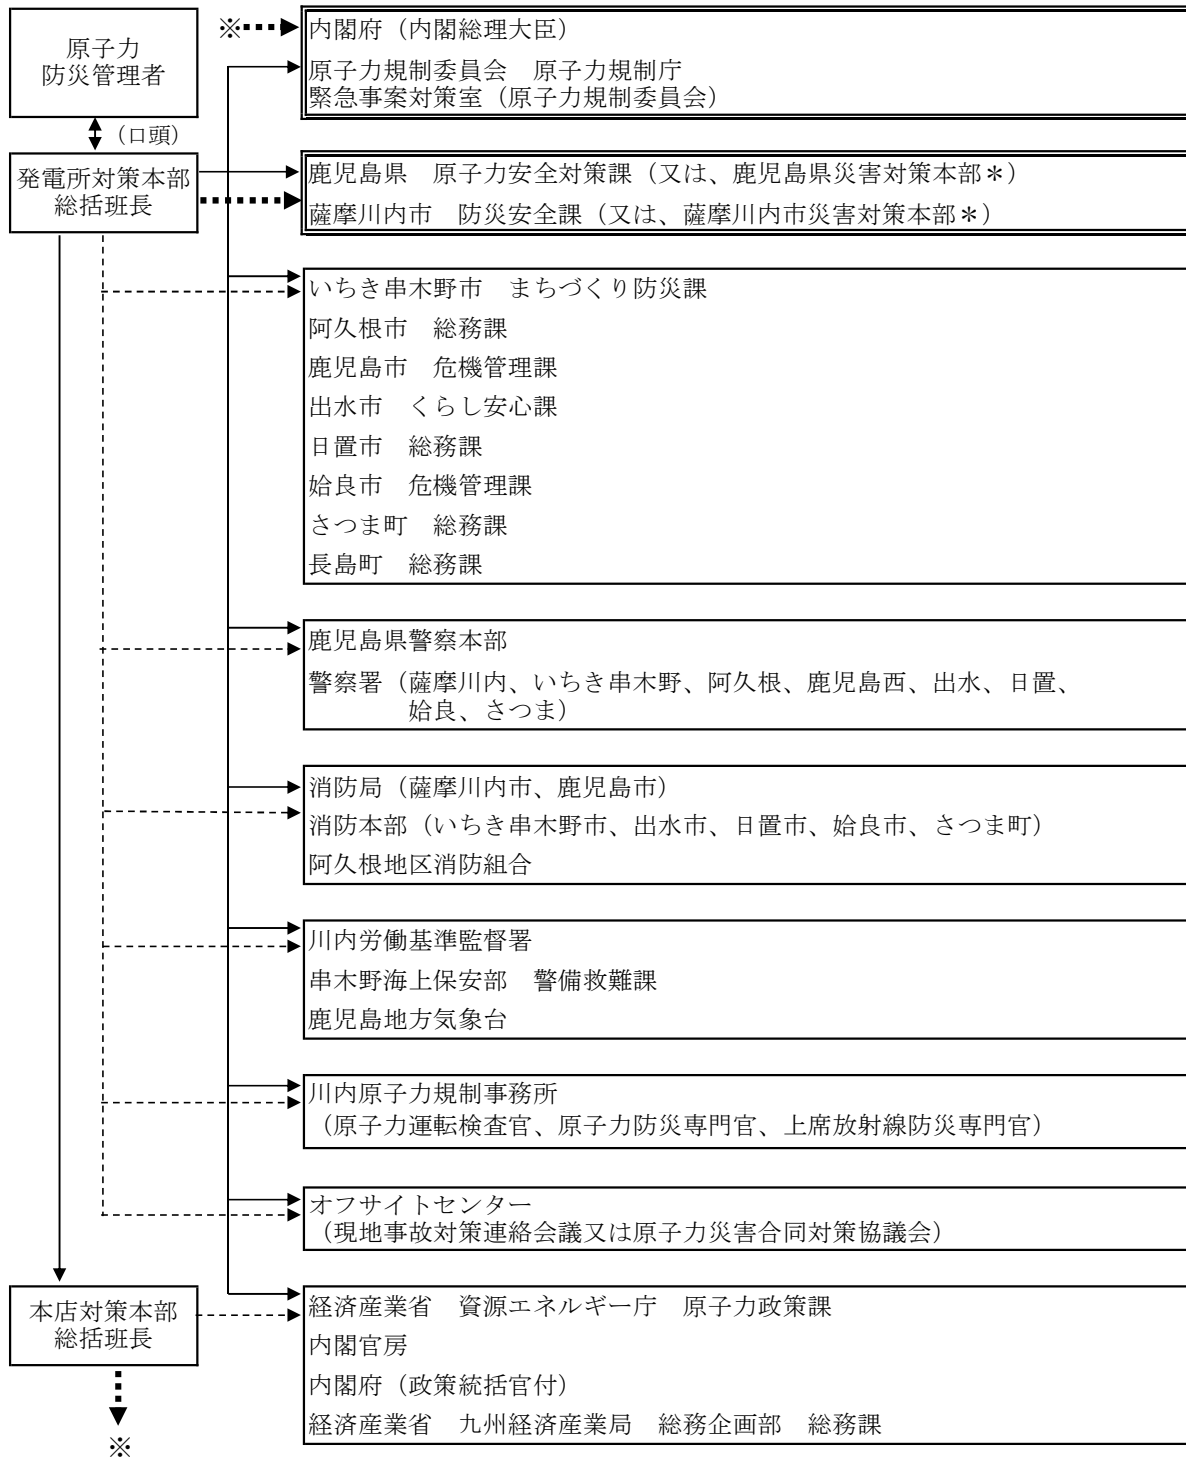 原子力
防災管理者
(口頭)
発電所対策本部
総括班長
※
内閣府（内閣総理大臣）
原子力規制委員会　原子力規制庁
緊急事案対策室（原子力規制委員会）
鹿児島県　原子力安全対策課（又は、鹿児島県災害対策本部＊）
薩摩川内市　防災安全課（又は、薩摩川内市災害対策本部＊）
いちき串木野市　まちづくり防災課
阿久根市　総務課
鹿児島市　危機管理課
出水市　くらし安心課
日置市　総務課
姶良市　危機管理課
さつま町　総務課
長島町　総務課
鹿児島県警察本部
警察署（薩摩川内、いちき串木野、阿久根、鹿児島西、出水、日置、
姶良、さつま）
消防局（薩摩川内市、鹿児島市）
消防本部（いちき串木野市、出水市、日置市、姶良市、さつま町）
阿久根地区消防組合
川内労働基準監督署
串木野海上保安部　警備救難課
鹿児島地方気象台
川内原子力規制事務所
（原子力運転検査官、原子力防災専門官、上席放射線防災専門官）
オフサイトセンター
（現地事故対策連絡会議又は原子力災害合同対策協議会）
本店対策本部
総括班長
※
経済産業省　資源エネルギー庁　原子力政策課
内閣官房
内閣府（政策統括官付）
経済産業省　九州経済産業局　総務企画部　総務課